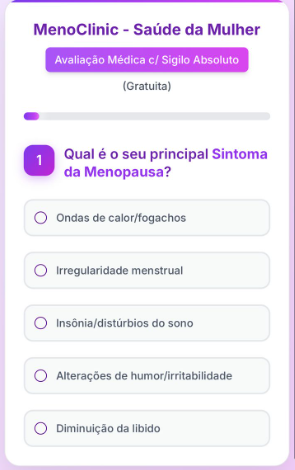 MenoClinic - Saúde da Mulher
Avaliação Médica c/ Sigilo Absoluto
(Gratuita)
1
Qual é o seu principal Sintoma
da Menopausa?
Ondas de calor/fogachos
Irregularidade menstrual
Insônia/distúrbios do sono
Alterações de humor/irritabilidade
Diminuição da libido